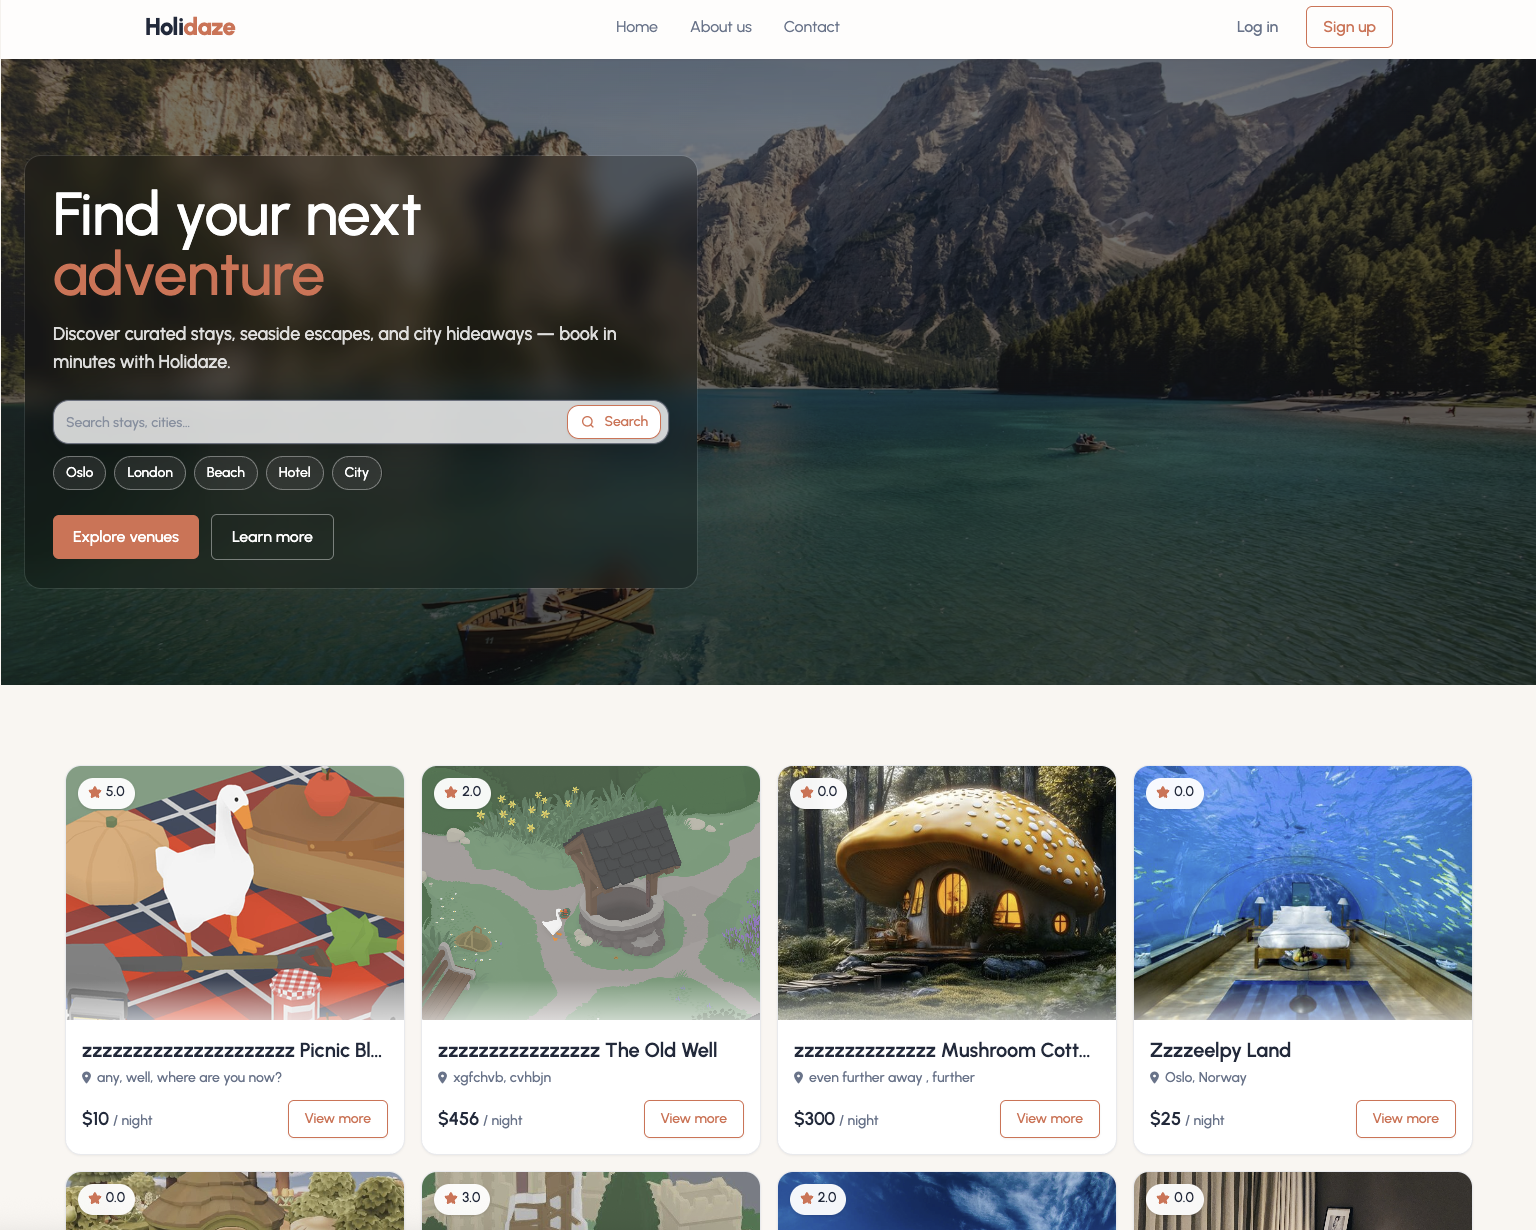 Holidaze
Home
About us
Contact
Log in
Sign up
Find your next
adventure
Discover curated stays, seaside escapes, and city hideaways — book in
minutes with Holidaze.
Search stays, cities...
Search
Oslo
London
Beach
Hotel
City
Explore venues
Learn more
5.0
2.0
0.0
0.0
zzzzzzzzzzzzzzzzzzzzz Picnic Bl...
any, well, where are you now?
$10 / night
View more
zzzzzzzzzzzzzzzz The Old Well
xgfchvb, cvhbjn
$456 / night
View more
zzzzzzzzzzzzzz Mushroom Cott...
even further away , further
$300 / night
View more
Zzzzeelpy Land
Oslo, Norway
$25 / night
View more
0.0
3.0
2.0
0.0